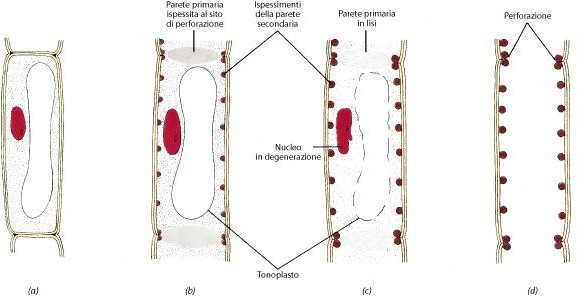 Parete primaria
ispessita al sito
di perforazione
Ispessimenti
della parete
secondaria
Parete primaria
in lisi
Perforazione
Nucleo
in degenerazione
Tonoplasto
(a)
(b)
(c)
(d)